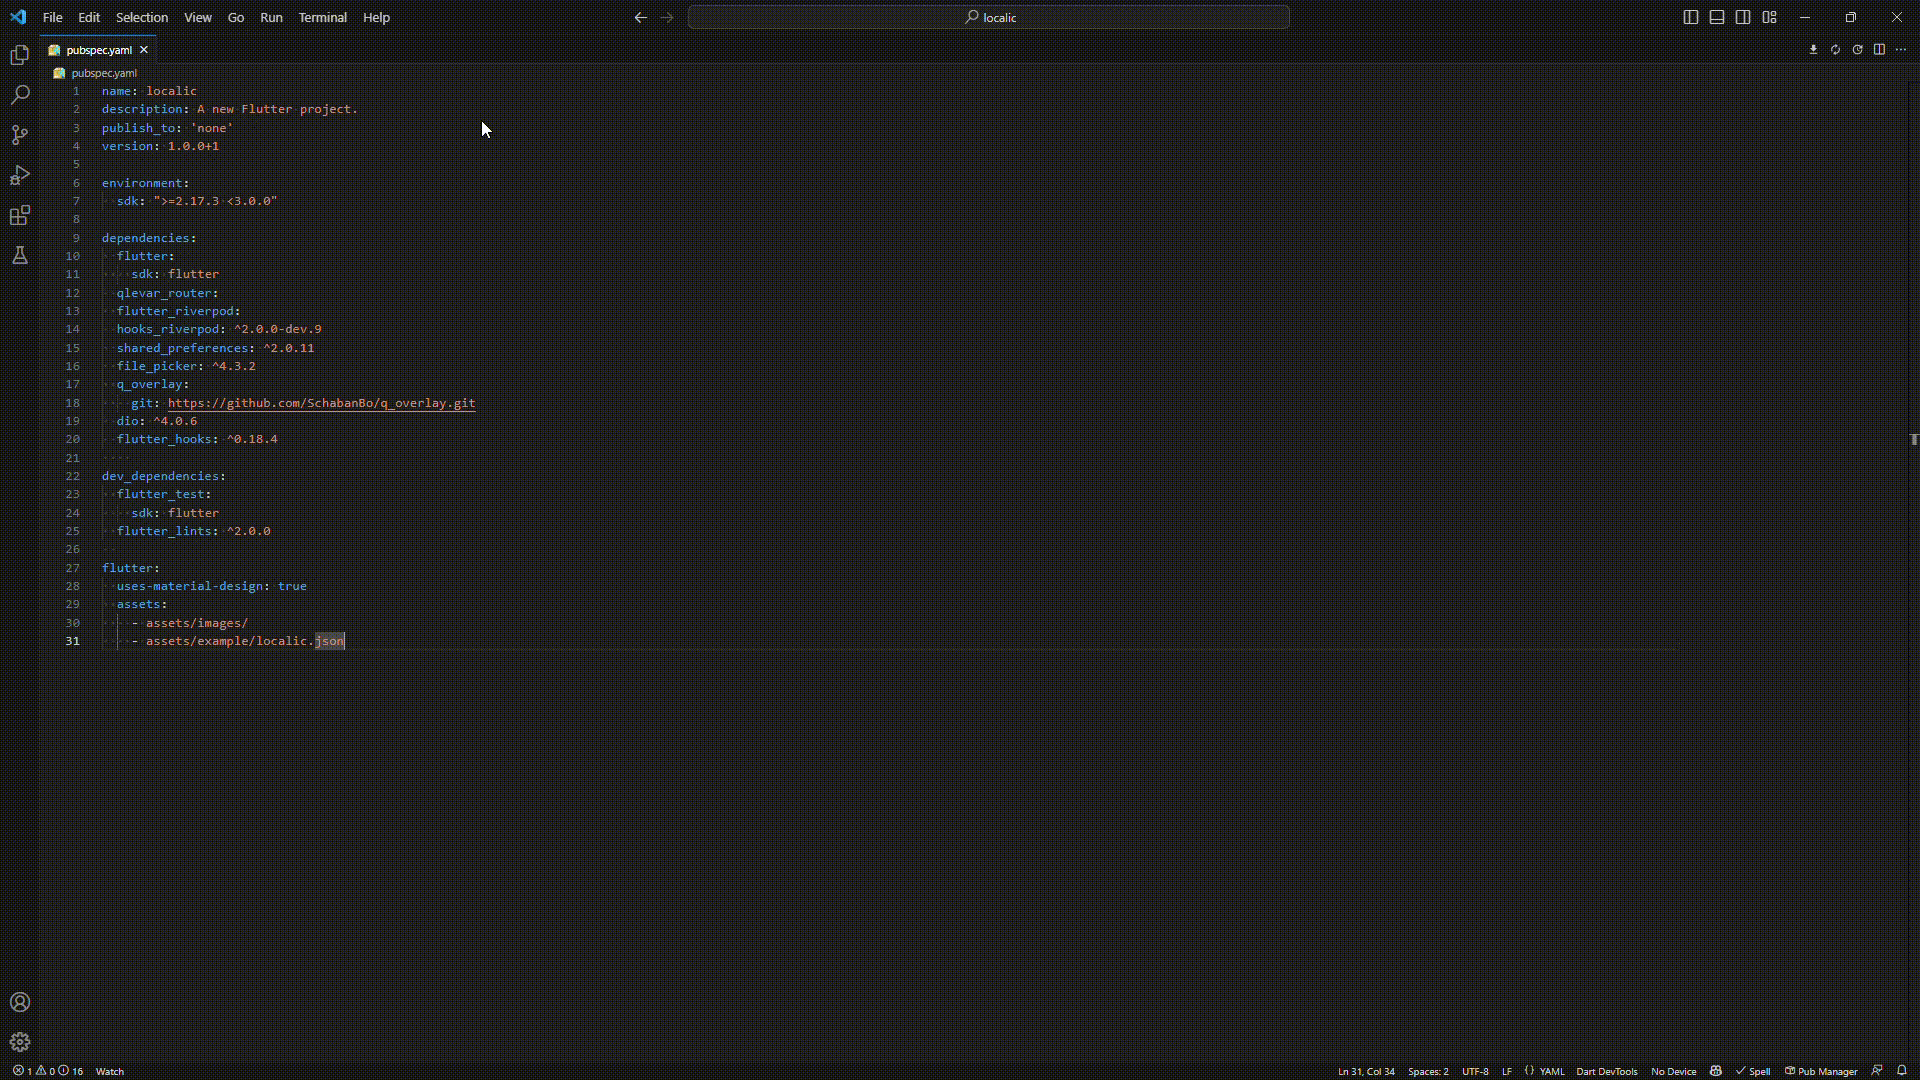 File Edit Selection View Go Run Terminal Help localic
pubspec.yaml
pubspec.yaml
1 name: localic
2 description: A new Flutter project.
3 publish_to: 'none'
4 version: 1.0.0+1
5
6 environment:
7   sdk: ">=2.17.3 <3.0.0"
8
9 dependencies:
10   flutter:
11     sdk: flutter
12   qlevar_router:
13   flutter_riverpod:
14   hooks_riverpod: ^2.0.0-dev.9
15   shared_preferences: ^2.0.11
16   file_picker: ^4.3.2
17   q_overlay:
18     git: https://github.com/SchabanBo/q_overlay.git
19   dio: ^4.0.6
20   flutter_hooks: ^0.18.4
21
22 dev_dependencies:
23   flutter_test:
24     sdk: flutter
25   flutter_lints: ^2.0.0
26
27 flutter:
28   uses-material-design: true
29   assets:
30     - assets/images/
31     - assets/example/localic.json
1 0 16 Watch Ln 31, Col 34 Spaces: 2 UTF-8 LF {} YAML Dart DevTools No Device Spell Pub Manager